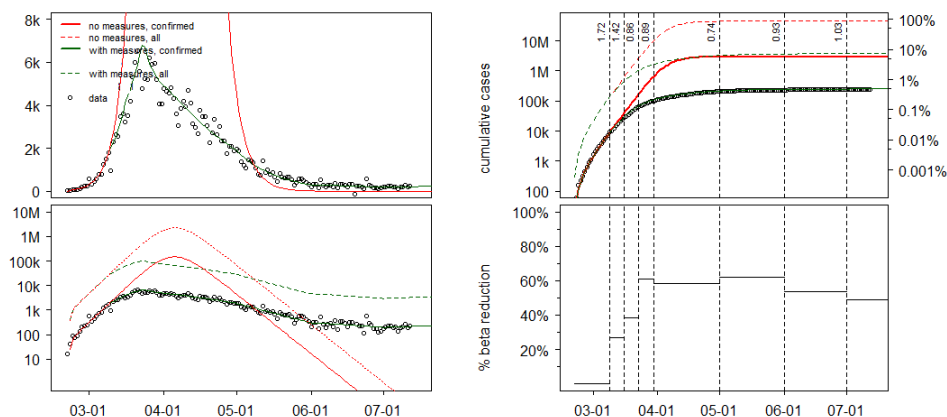 8k
6k
4k
2k
0
no measures, confirmed
no measures, all
with measures, confirmed
with measures, all
data
10M
1M
100k
10k
1k
100
cumulative cases
1.72
1.42
0.86
0.89
0.74
0.93
1.03
100%
10%
1%
0.1%
0.01%
0.001%
10M
1M
100k
10k
1k
100
10
03-01
04-01
05-01
06-01
07-01
100%
80%
60%
40%
20%
% beta reduction
03-01
04-01
05-01
06-01
07-01